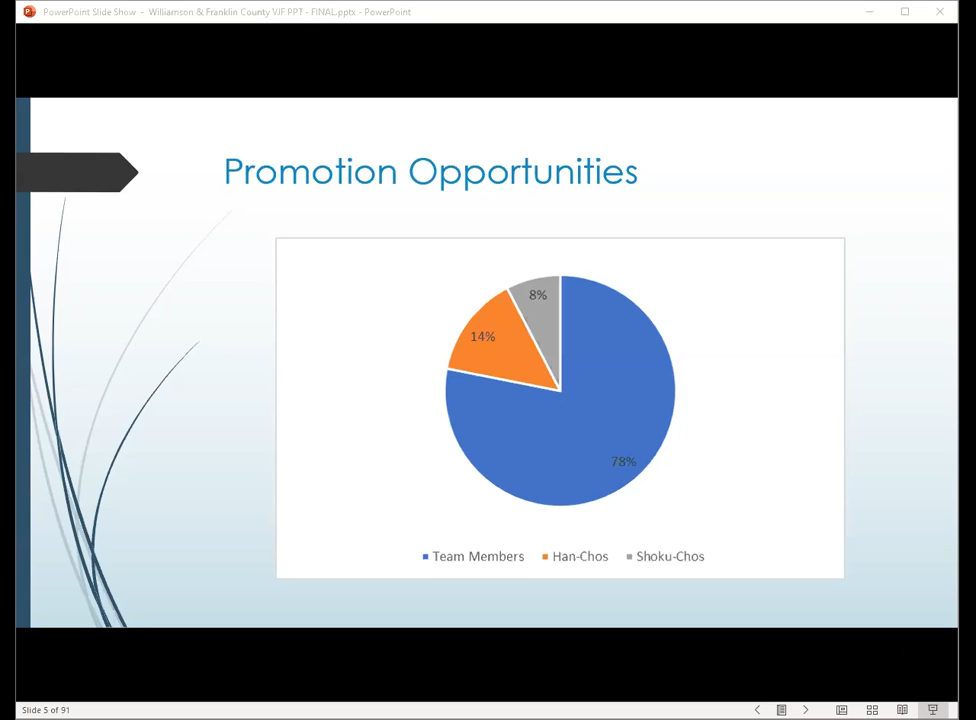 PowerPoint Slide Show - Williamson & Franklin County VJF PPT - FINAL.pptx - PowerPoint
Promotion Opportunities
8%
14%
78%
Team Members Han-Chos Shoku-Chos
Slide 5 of 91